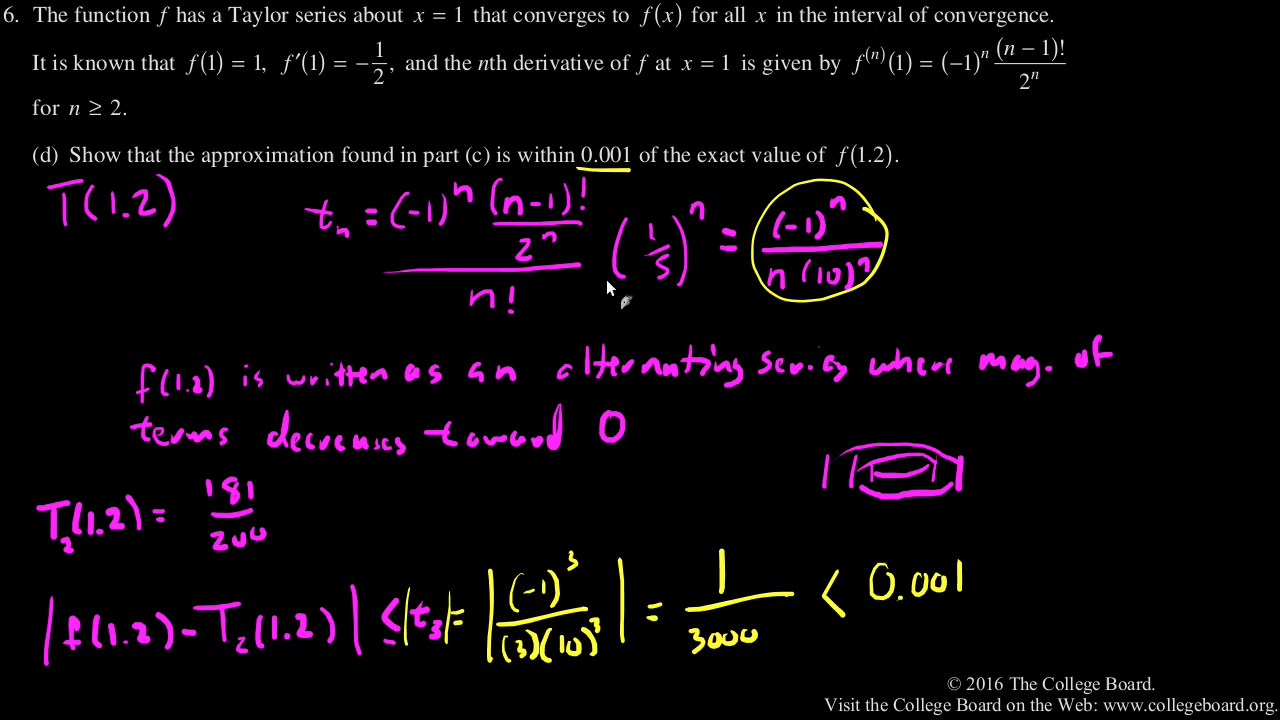 6. The function f has a Taylor series about x = 1 that converges to f(x) for all x in the interval of convergence.
It is known that f(1) = 1, f′(1) = −1/2, and the nth derivative of f at x = 1 is given by f^(n)(1) = (−1)^n (n − 1)!/2^n
for n ≥ 2.
(d) Show that the approximation found in part (c) is within 0.001 of the exact value of f(1.2).
T(1.2)
t_n = ((-1)^n (n-1)!/2^n)/n! (1/5)^n = (-1)^n/(n (10)^n)
f(1.2) is written as an alternating series where mag. of
terms decreases toward 0
T_2(1.2) = 181/200
|f(1.2) - T_2(1.2)| ≤ |t_3| = |(-1)^3/((3)(10)^3)| = 1/3000 < 0.001
© 2016 The College Board.
Visit the College Board on the Web: www.collegeboard.org.